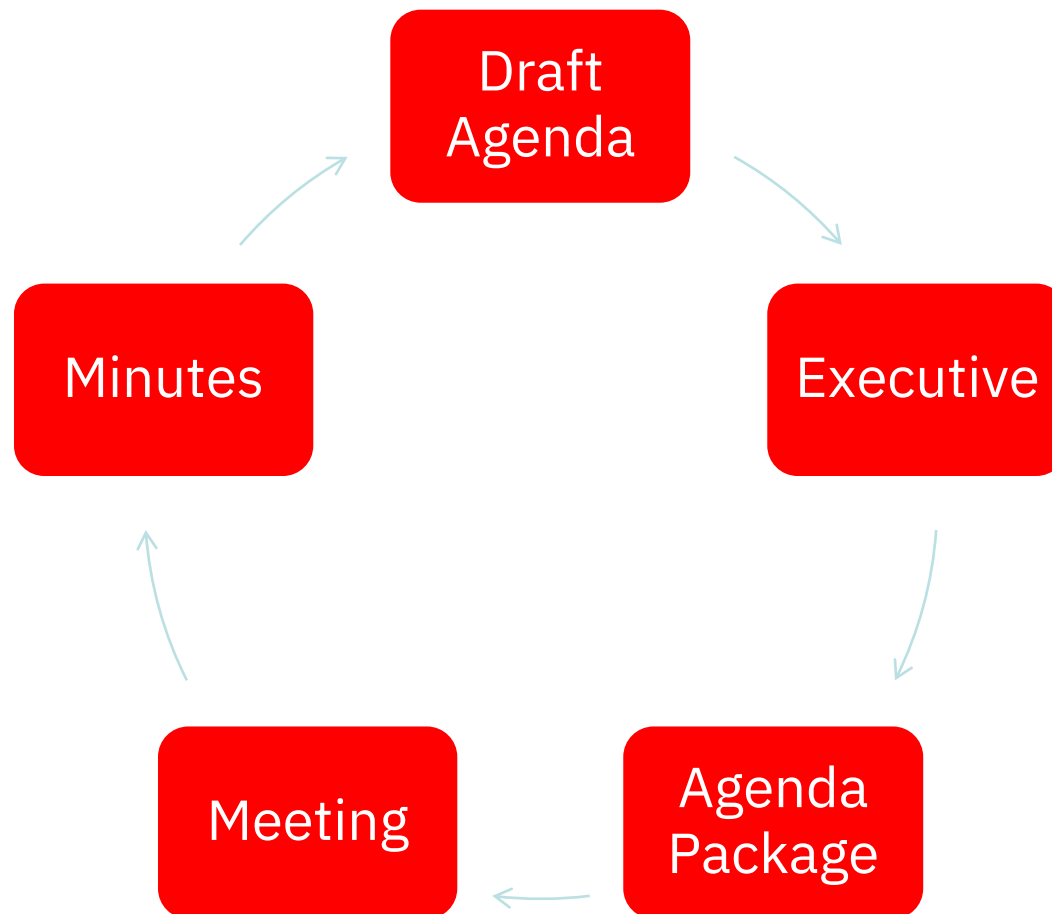 Draft
Agenda
Executive
Agenda
Package
Meeting
Minutes